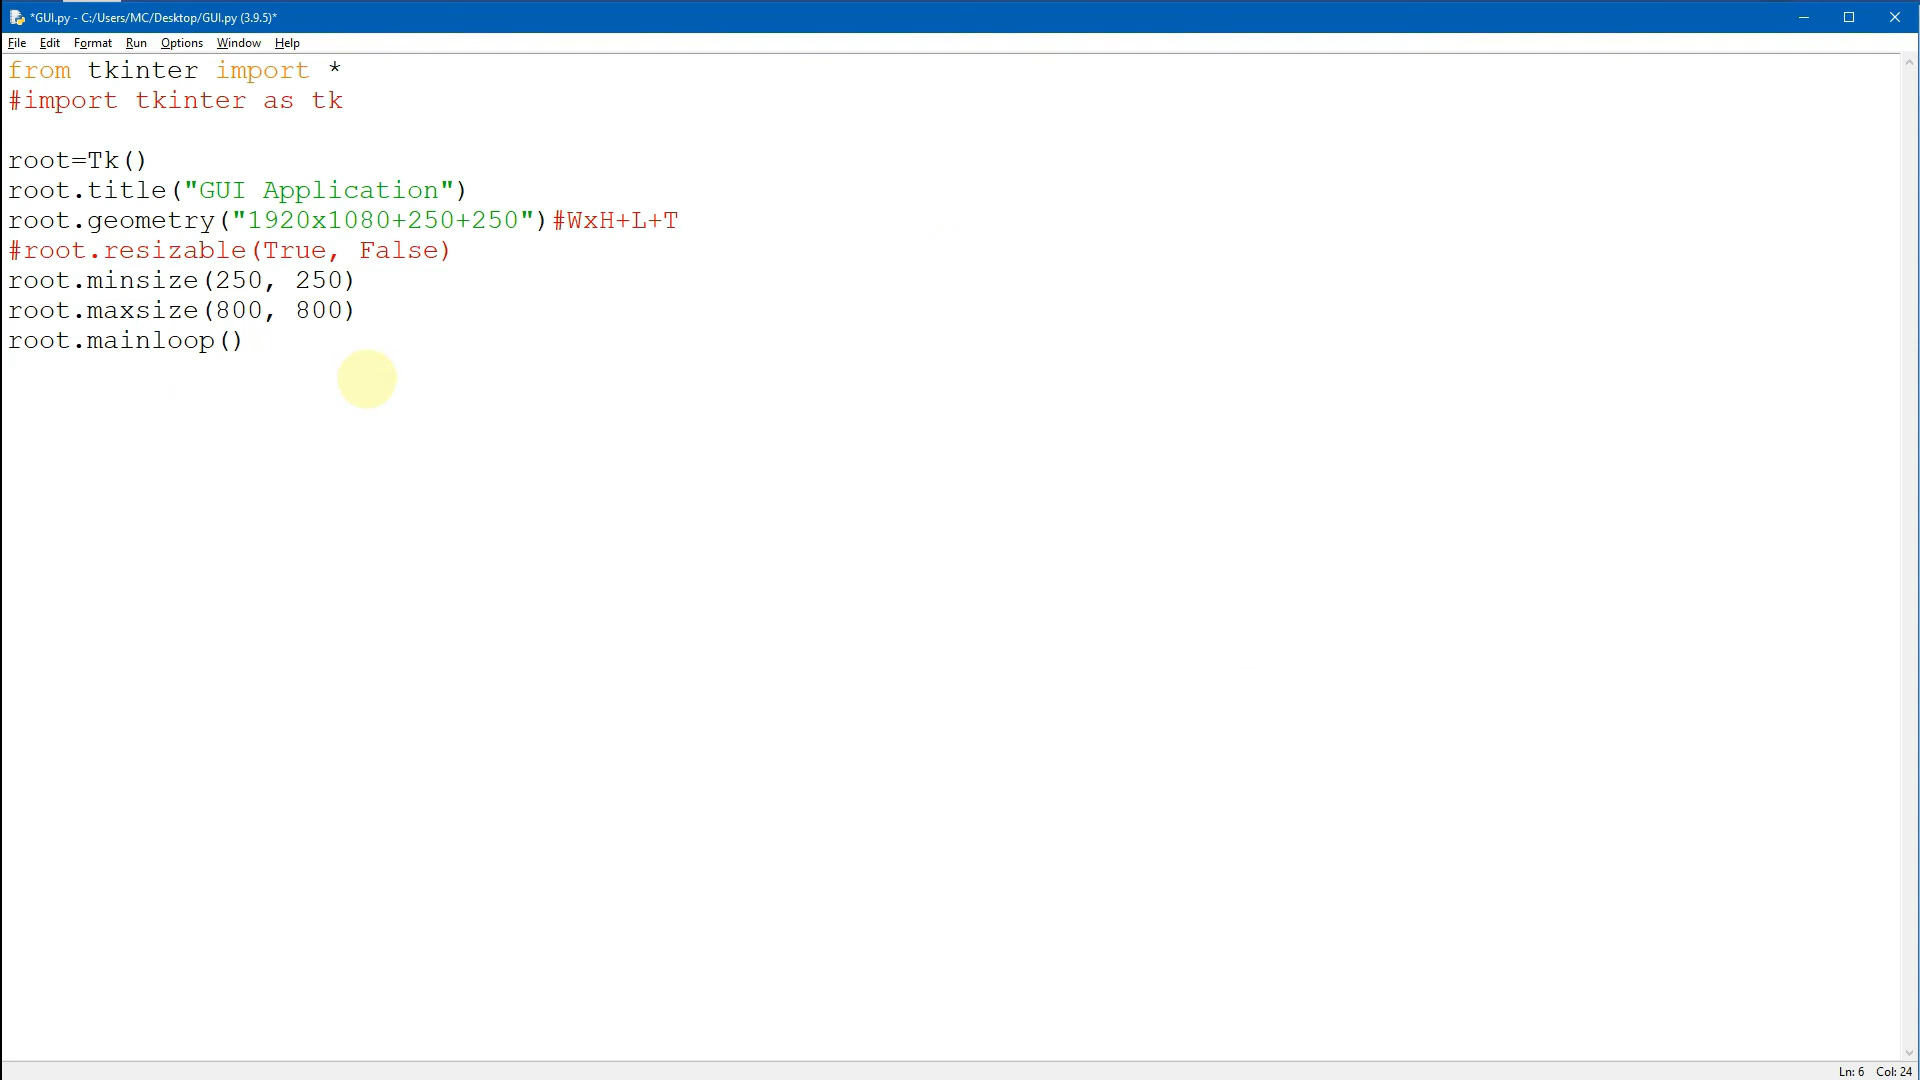 *GUI.py - C:/Users/MC/Desktop/GUI.py (3.9.5)*
File Edit Format Run Options Window Help
from tkinter import *
#import tkinter as tk
root=Tk()
root.title("GUI Application")
root.geometry("1920x1080+250+250")#WxH+L+T
#root.resizable(True, False)
root.minsize(250, 250)
root.maxsize(800, 800)
root.mainloop()
Ln: 6 Col: 24